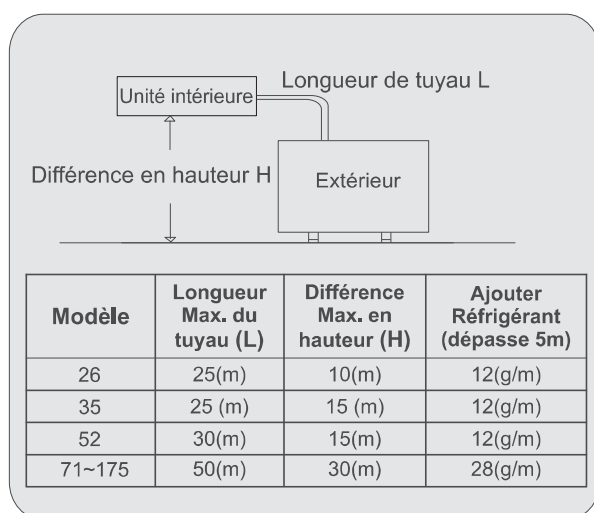 Longueur de tuyau L
Unité intérieure
Différence en hauteur H
Extérieur
Modèle
Longueur
Max. du
tuyau (L)
Différence
Max. en
hauteur (H)
Ajouter
Réfrigérant
(dépasse 5m)
26 25(m) 10(m) 12(g/m)
35 25 (m) 15 (m) 12(g/m)
52 30(m) 15(m) 12(g/m)
71~175 50(m) 30(m) 28(g/m)